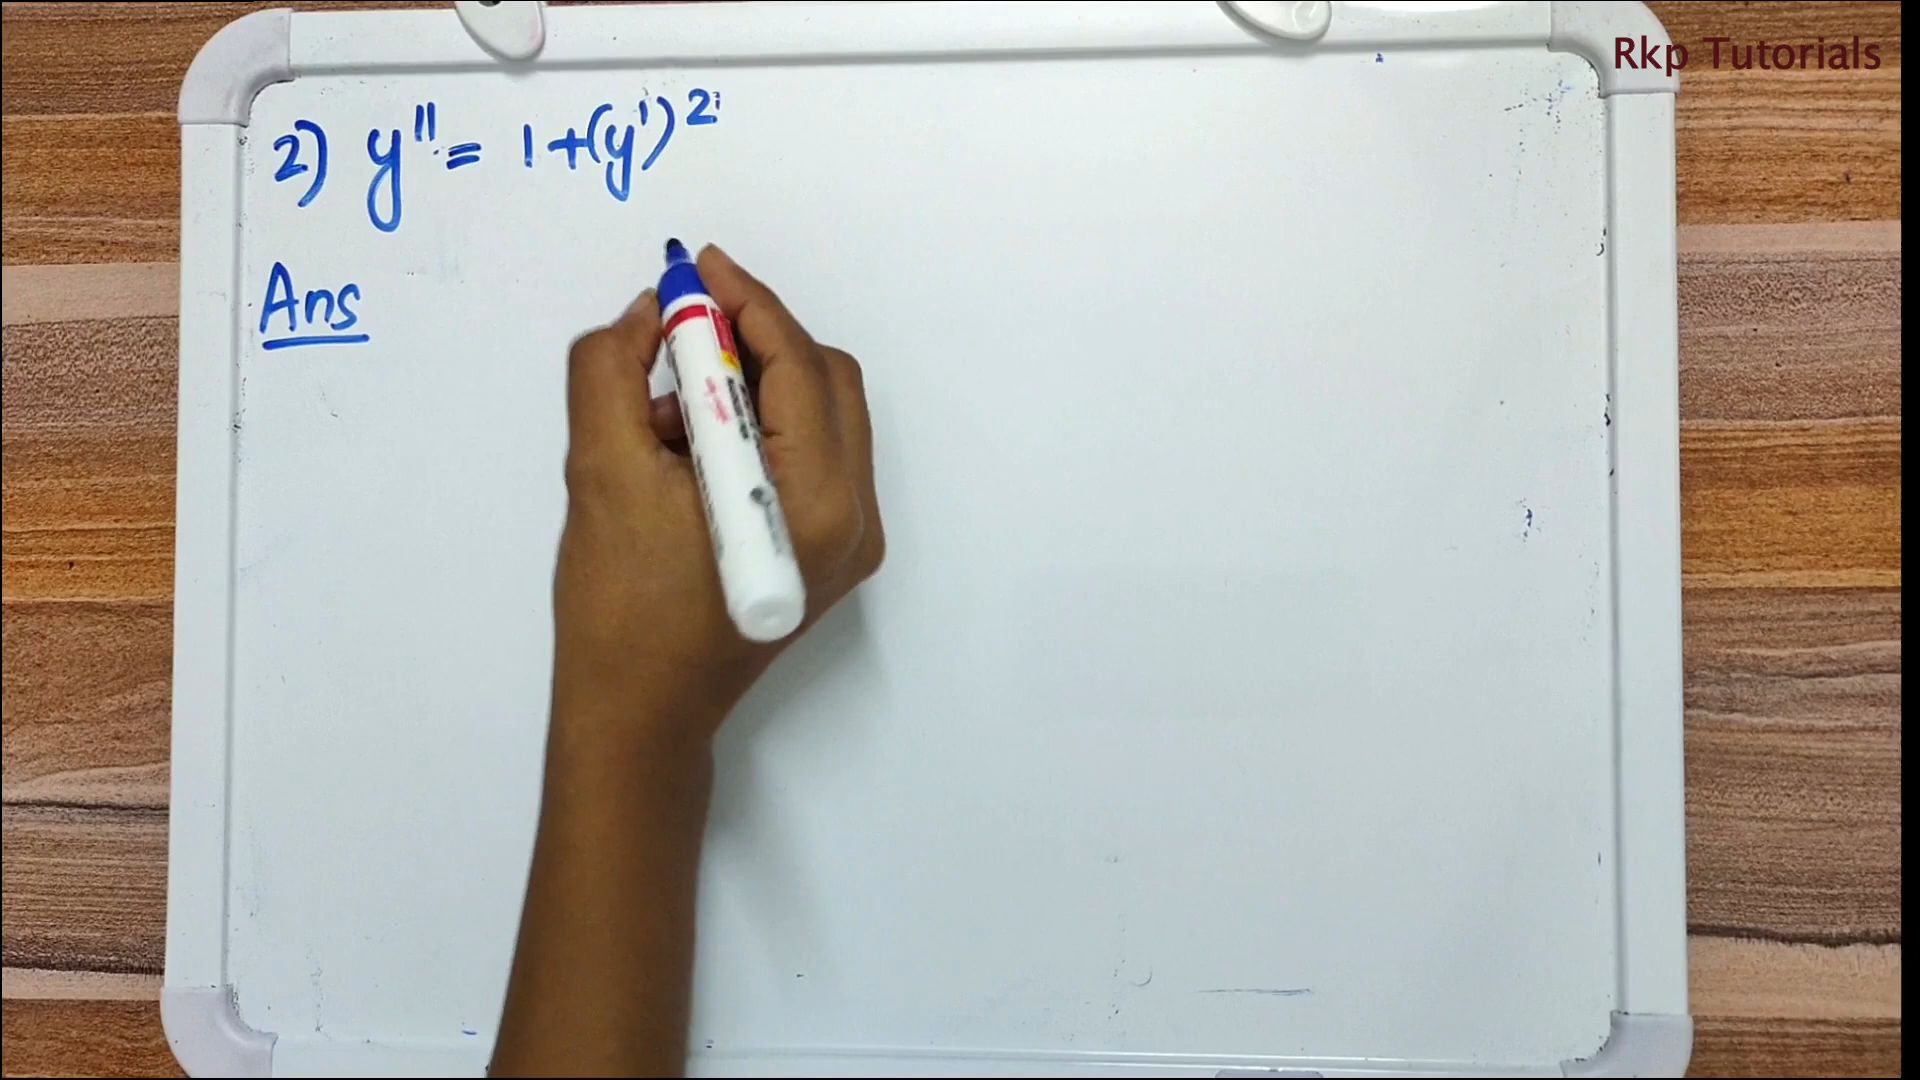 Rkp Tutorials
2) y'' = 1 + (y')²
Ans